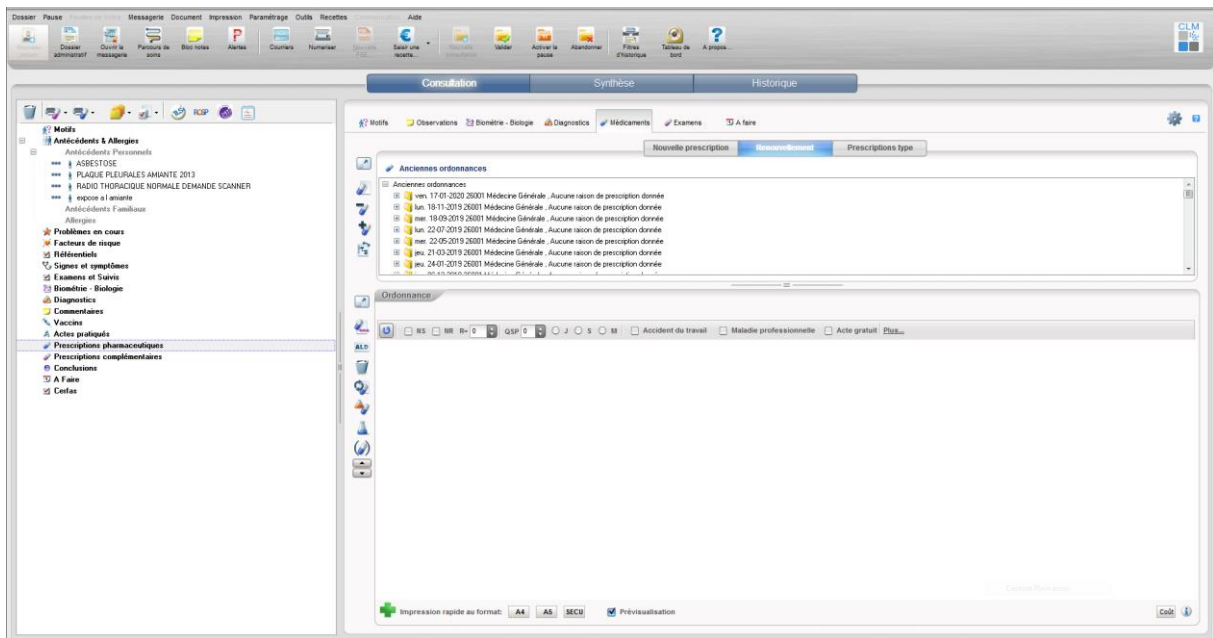 Dossier Pause Messagerie Document Impression Paramétrage Outils Recettes Aide
Dossier administratif Ouvrir la messagerie Parcours de soins Bloc notes Alertes Courriers Numériser Saisir une recette... Valider Activer la pause Abandonner Filtres d'historique Tableau de bord A propos...
CLM
Consultation Synthèse Historique
RCSP
Motifs
Antécédents & Allergies
Antécédents Personnels
ASBESTOSE
PLAQUE PLEURALES AMIANTE 2013
RADIO THORACIQUE NORMALE DEMANDE SCANNER
expose a l amiante
Antécédents Familiaux
Allergies
Problèmes en cours
Facteurs de risque
Référentiels
Signes et symptômes
Examens et Suivis
Biométrie - Biologie
Diagnostics
Commentaires
Vaccins
Actes pratiqués
Prescriptions pharmaceutiques
Prescriptions complémentaires
Conclusions
A Faire
Cerfas
Motifs Observations Biométrie - Biologie Diagnostics Médicaments Examens A faire
Nouvelle prescription Renouvellement Prescriptions type
Anciennes ordonnances
Anciennes ordonnances
ven. 17-01-2020 26001 Médecine Générale , Aucune raison de prescription donnée
lun. 18-11-2019 26001 Médecine Générale , Aucune raison de prescription donnée
mer. 18-09-2019 26001 Médecine Générale , Aucune raison de prescription donnée
lun. 22-07-2019 26001 Médecine Générale , Aucune raison de prescription donnée
mer. 22-05-2019 26001 Médecine Générale , Aucune raison de prescription donnée
jeu. 21-03-2019 26001 Médecine Générale , Aucune raison de prescription donnée
jeu. 24-01-2019 26001 Médecine Générale , Aucune raison de prescription donnée
Ordonnance
NS NR R= 0 QSP 0 J S M Accident du travail Maladie professionnelle Acte gratuit Plus...
ALD
Impression rapide au format: A4 A5 SECU Prévisualisation Coût